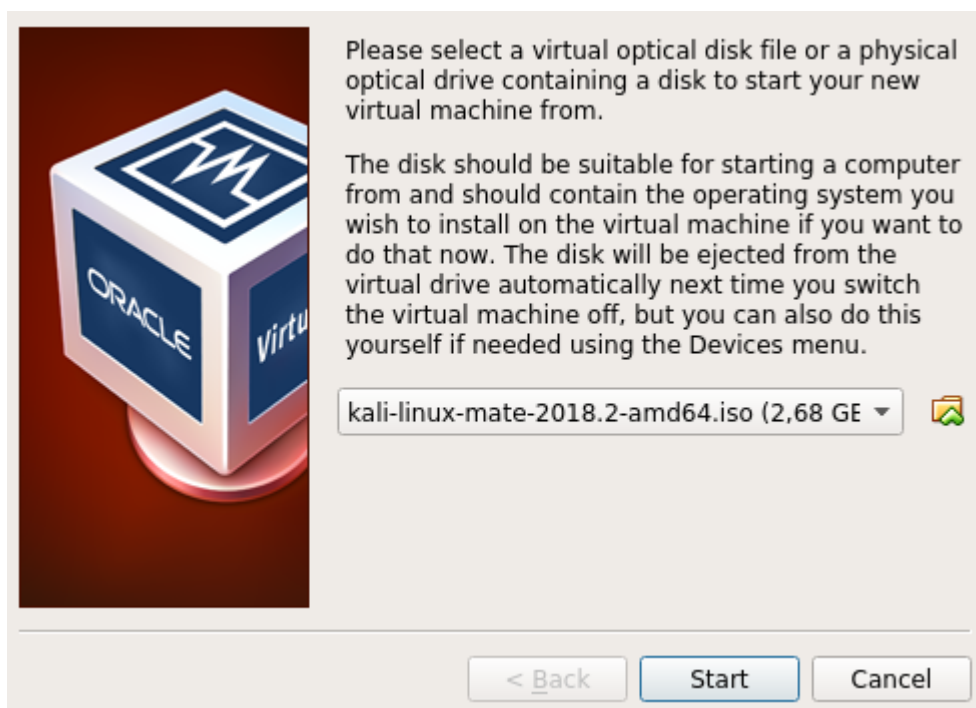 Please select a virtual optical disk file or a physical
optical drive containing a disk to start your new
virtual machine from.
The disk should be suitable for starting a computer
from and should contain the operating system you
wish to install on the virtual machine if you want to
do that now. The disk will be ejected from the
virtual drive automatically next time you switch
the virtual machine off, but you can also do this
yourself if needed using the Devices menu.
ORACLE
Virtu
kali-linux-mate-2018.2-amd64.iso (2,68 GE
< Back
Start
Cancel